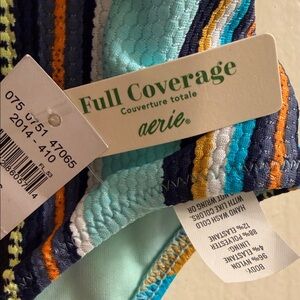 Full Coverage
Couverture totale
aerie®
075 0751 47065
2014 - 410
BODY:
96% NYLON
4% ELASTANE
LINING:
88% POLYESTER
12% ELASTANE
HAND WASH COLD
WITH LIKE COLORS.